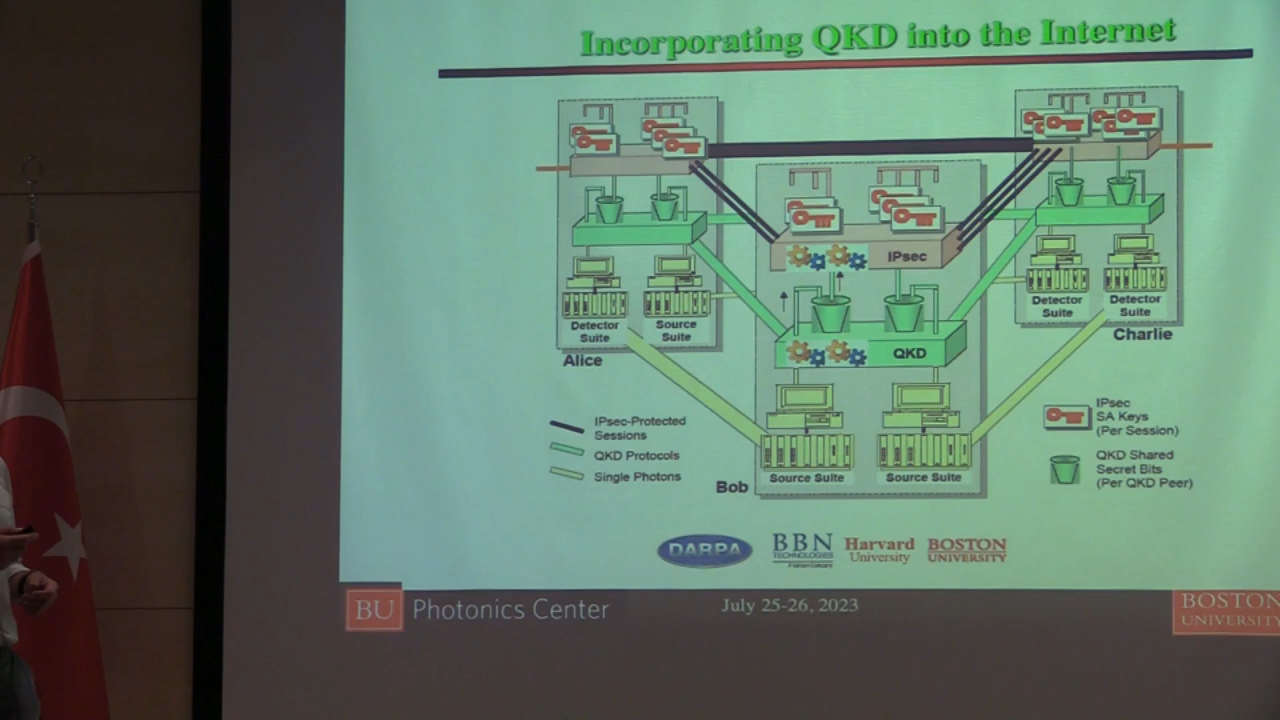 Incorporating QKD into the Internet
IPsec
Detector
Suite
Source
Suite
Alice
Detector
Suite
Detector
Suite
Charlie
QKD
IPsec-Protected
Sessions
QKD Protocols
Single Photons
Bob
Source Suite
Source Suite
IPsec
SA Keys
(Per Session)
QKD Shared
Secret Bits
(Per QKD Peer)
DARPA
BBN
TECHNOLOGIES
Harvard
University
BOSTON
UNIVERSITY
BU Photonics Center
July 25-26, 2023
BOSTON
UNIVERSITY